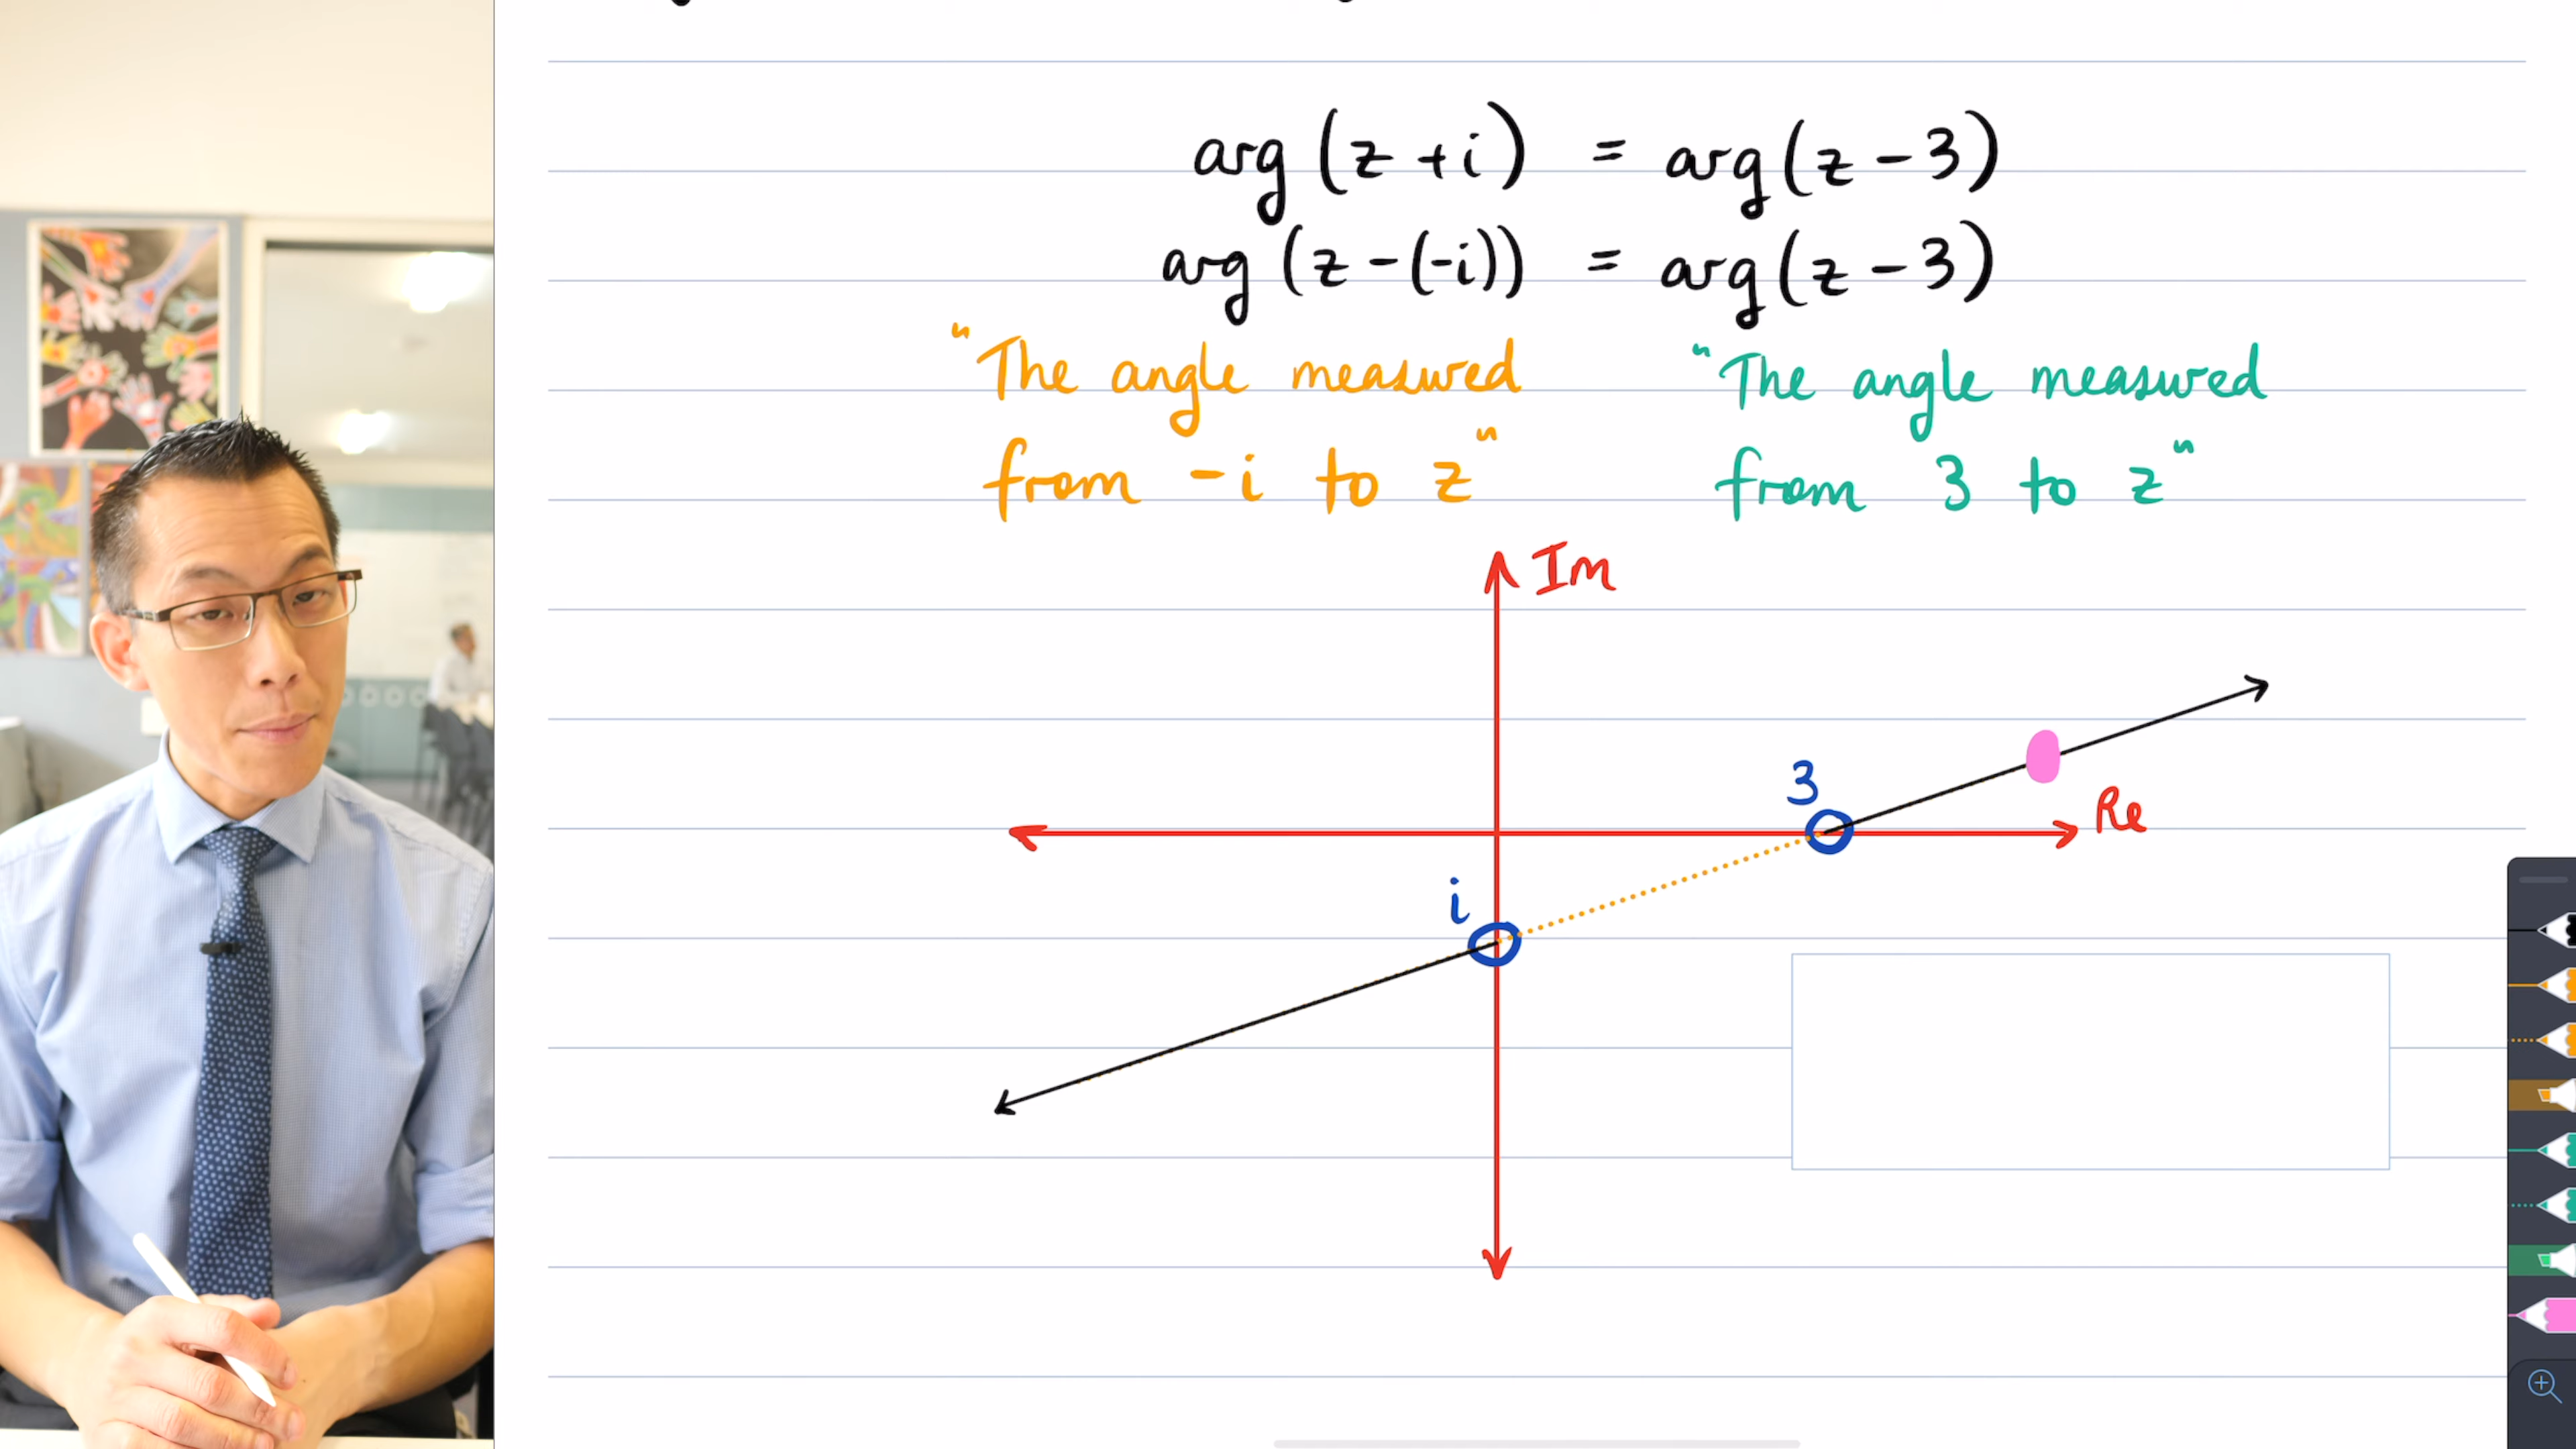 arg (z + i) = arg (z - 3)
arg (z - (-i)) = arg (z - 3)
"The angle measured "The angle measured
from -i to z" from 3 to z"
Im
3
Re
i